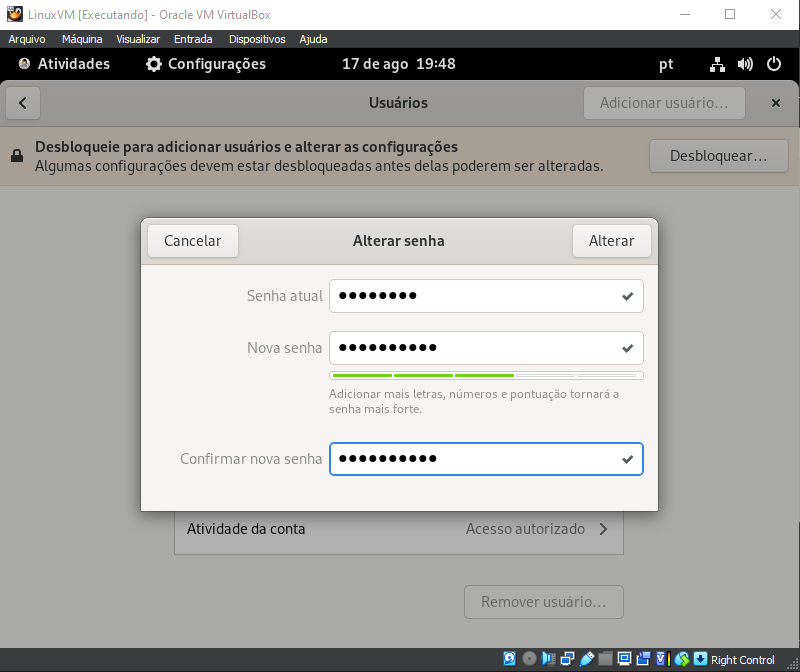 LinuxVM [Executando] - Oracle VM VirtualBox
Arquivo Máquina Visualizar Entrada Dispositivos Ajuda
Atividades Configurações 17 de ago 19:48 pt
Usuários Adicionar usuário…
Desbloqueie para adicionar usuários e alterar as configurações
Algumas configurações devem estar desbloqueadas antes delas poderem ser alteradas.
Desbloquear…
Cancelar Alterar senha Alterar
Senha atual ●●●●●●●●
Nova senha ●●●●●●●●●●
Adicionar mais letras, números e pontuação tornará a
senha mais forte.
Confirmar nova senha ●●●●●●●●●●
Atividade da conta Acesso autorizado
Remover usuário…
Right Control